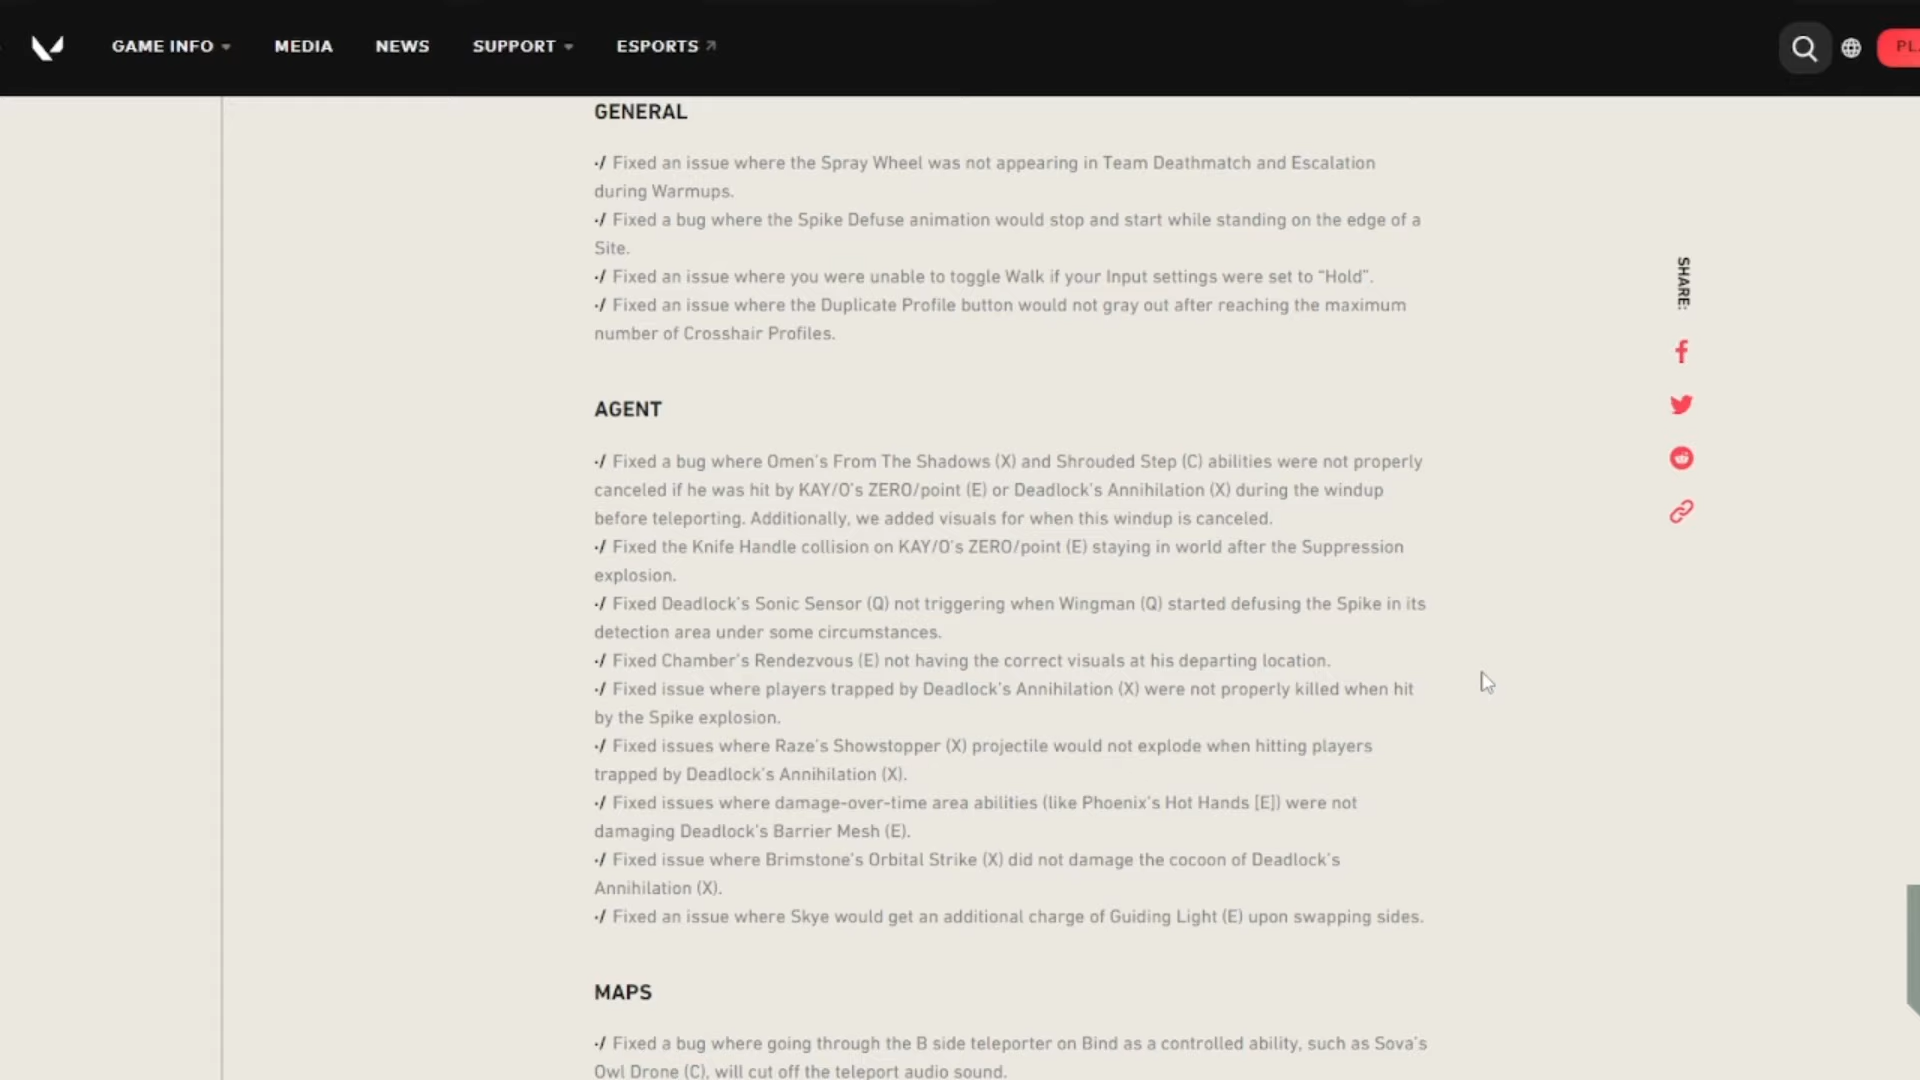 GAME INFO
MEDIA
NEWS
SUPPORT
ESPORTS
GENERAL
·/ Fixed an issue where the Spray Wheel was not appearing in Team Deathmatch and Escalation
during Warmups.
·/ Fixed a bug where the Spike Defuse animation would stop and start while standing on the edge of a
Site.
·/ Fixed an issue where you were unable to toggle Walk if your Input settings were set to “Hold”.
·/ Fixed an issue where the Duplicate Profile button would not gray out after reaching the maximum
number of Crosshair Profiles.
SHARE:
AGENT
·/ Fixed a bug where Omen's From The Shadows (X) and Shrouded Step (C) abilities were not properly
canceled if he was hit by KAY/O's ZERO/point (E) or Deadlock's Annihilation (X) during the windup
before teleporting. Additionally, we added visuals for when this windup is canceled.
·/ Fixed the Knife Handle collision on KAY/O's ZERO/point (E) staying in world after the Suppression
explosion.
·/ Fixed Deadlock's Sonic Sensor (Q) not triggering when Wingman (Q) started defusing the Spike in its
detection area under some circumstances.
·/ Fixed Chamber's Rendezvous (E) not having the correct visuals at his departing location.
·/ Fixed issue where players trapped by Deadlock's Annihilation (X) were not properly killed when hit
by the Spike explosion.
·/ Fixed issues where Raze's Showstopper (X) projectile would not explode when hitting players
trapped by Deadlock's Annihilation (X).
·/ Fixed issues where damage-over-time area abilities (like Phoenix's Hot Hands [E]) were not
damaging Deadlock's Barrier Mesh (E).
·/ Fixed issue where Brimstone's Orbital Strike (X) did not damage the cocoon of Deadlock's
Annihilation (X).
·/ Fixed an issue where Skye would get an additional charge of Guiding Light (E) upon swapping sides.
MAPS
·/ Fixed a bug where going through the B side teleporter on Bind as a controlled ability, such as Sova's
Owl Drone (C), will cut off the teleport audio sound.